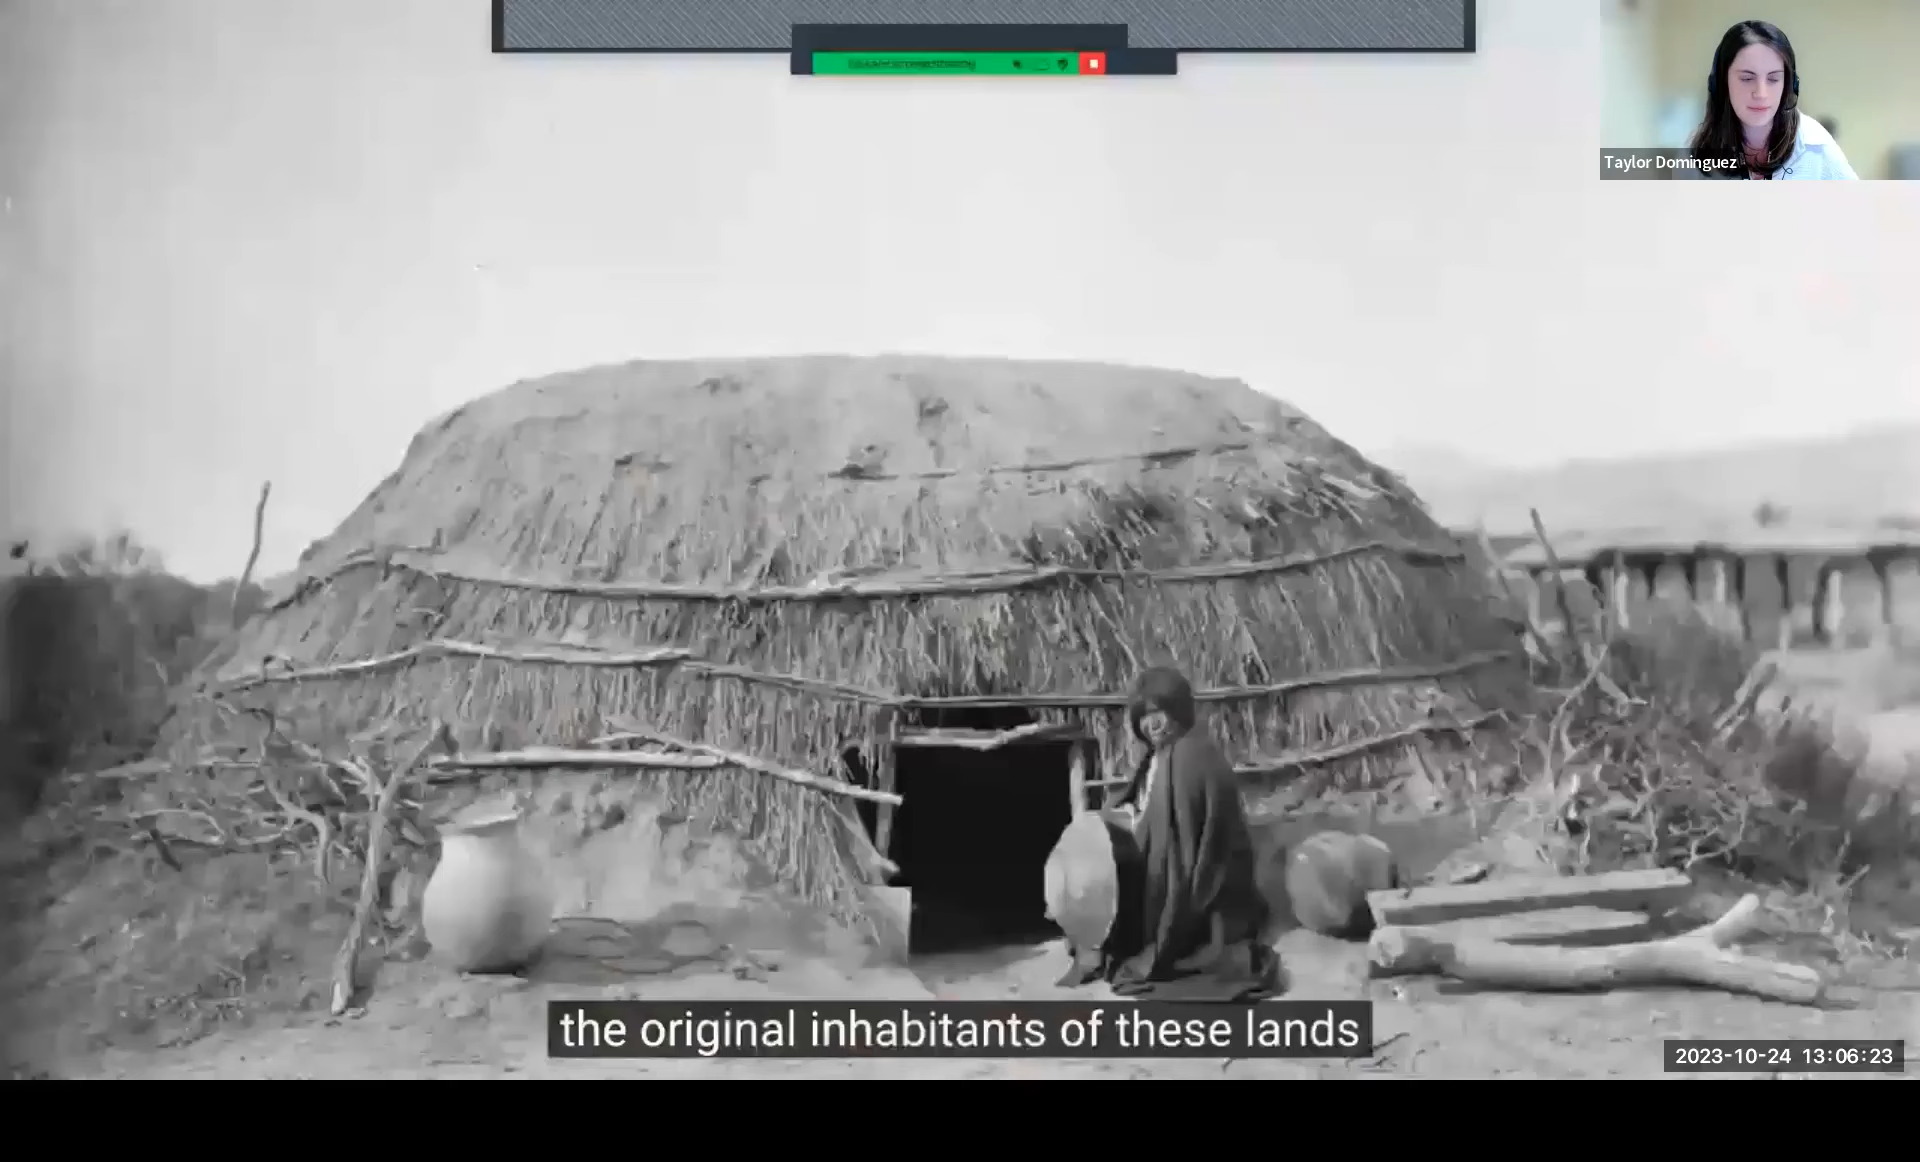 Taylor Dominguez
the original inhabitants of these lands
2023-10-24 13:06:23